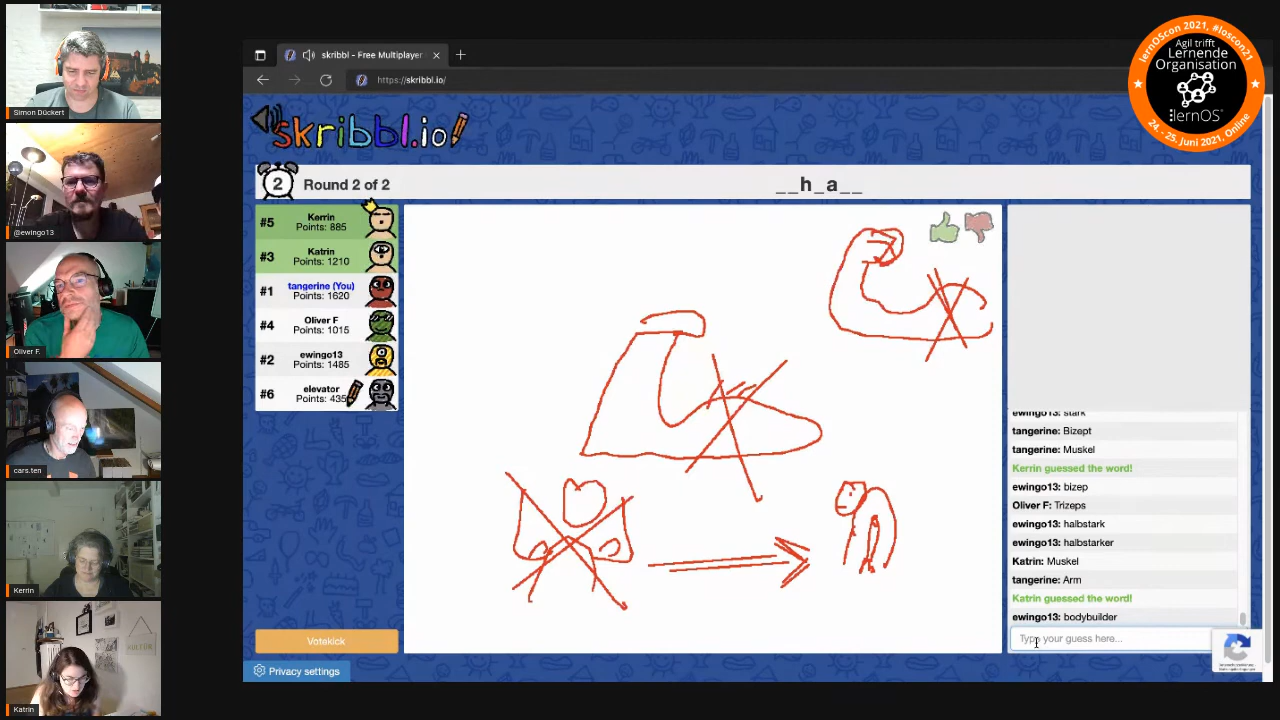 Simon Dückert
@ewingo13
Oliver F.
cars.ten
Kerrin
Katrin
KULTUR
skribbl - Free Multiplayer
https://skribbl.io/
lernOScon 2021, #loscon21
Agil trifft
Lernende
Organisation
lernOS
24. - 25. Juni 2021, Online
skribbl.io
2
Round 2 of 2
__h_a__
#5 Kerrin
Points: 885
#3 Katrin
Points: 1210
#1 tangerine (You)
Points: 1620
#4 Oliver F
Points: 1015
#2 ewingo13
Points: 1485
#6 elevator
Points: 435
Votekick
Privacy settings
ewingo13: stark
tangerine: Bizept
tangerine: Muskel
Kerrin guessed the word!
ewingo13: bizep
Oliver F: Trizeps
ewingo13: halbstark
ewingo13: halbstarker
Katrin: Muskel
tangerine: Arm
Katrin guessed the word!
ewingo13: bodybuilder
Type your guess here...